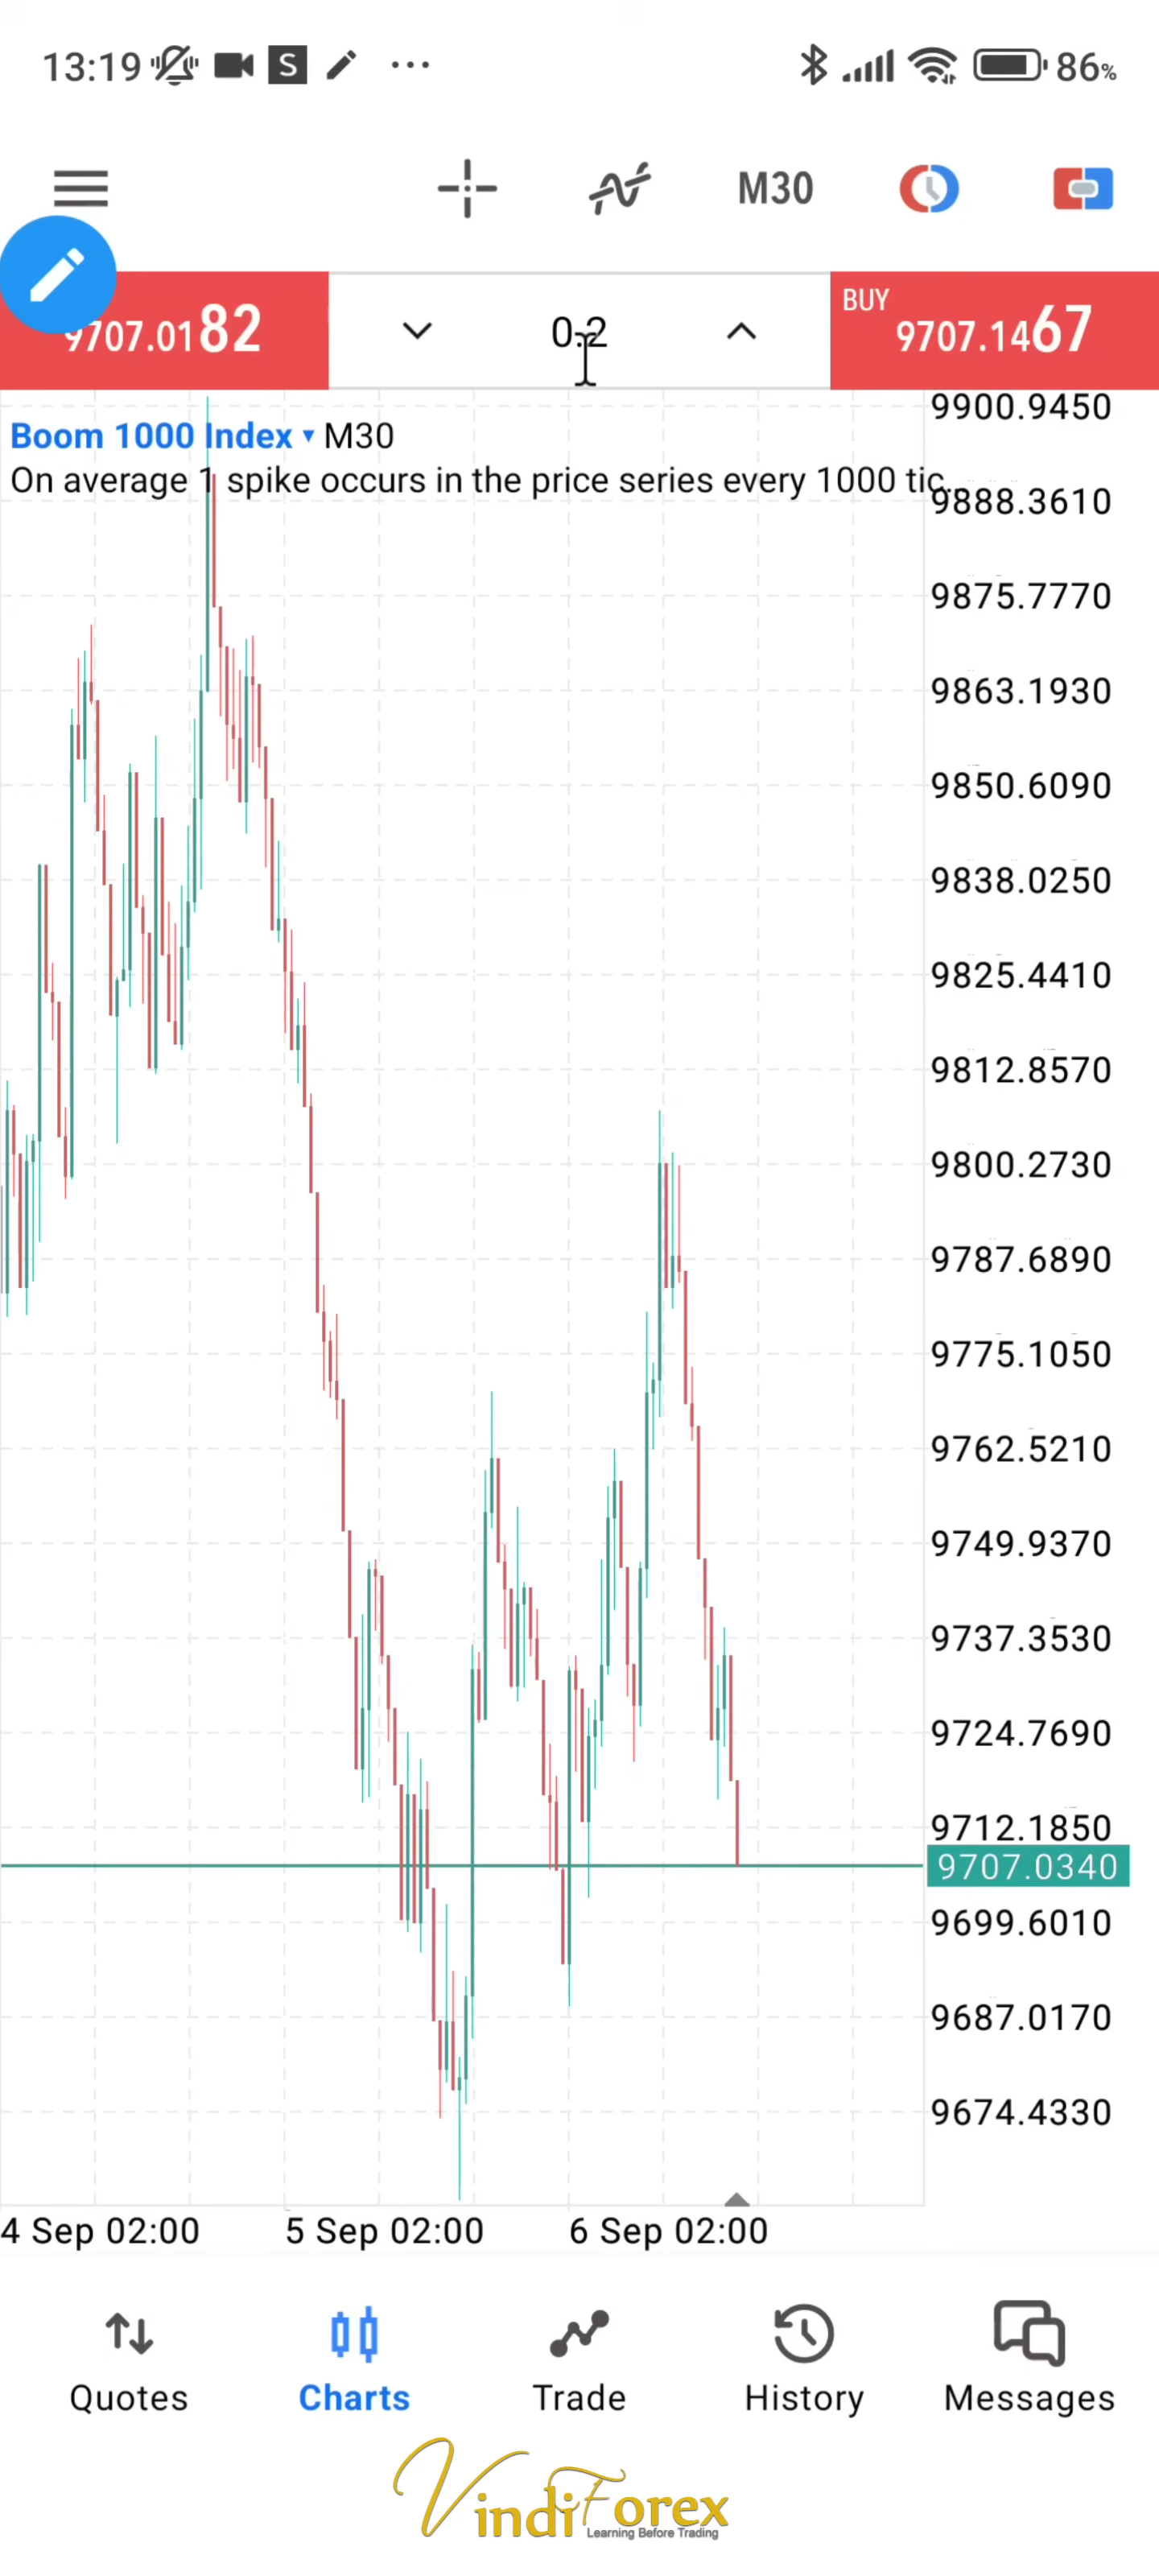 13:19 S ... 86%
M30
9707.0182 0.2 BUY 9707.1467
9900.9450
Boom 1000 Index ▾ M30
On average 1 spike occurs in the price series every 1000 tic
9888.3610
9875.7770
9863.1930
9850.6090
9838.0250
9825.4410
9812.8570
9800.2730
9787.6890
9775.1050
9762.5210
9749.9370
9737.3530
9724.7690
9712.1850
9707.0340
9699.6010
9687.0170
9674.4330
4 Sep 02:00 5 Sep 02:00 6 Sep 02:00
Quotes Charts Trade History Messages
VindiForex
Learning Before Trading